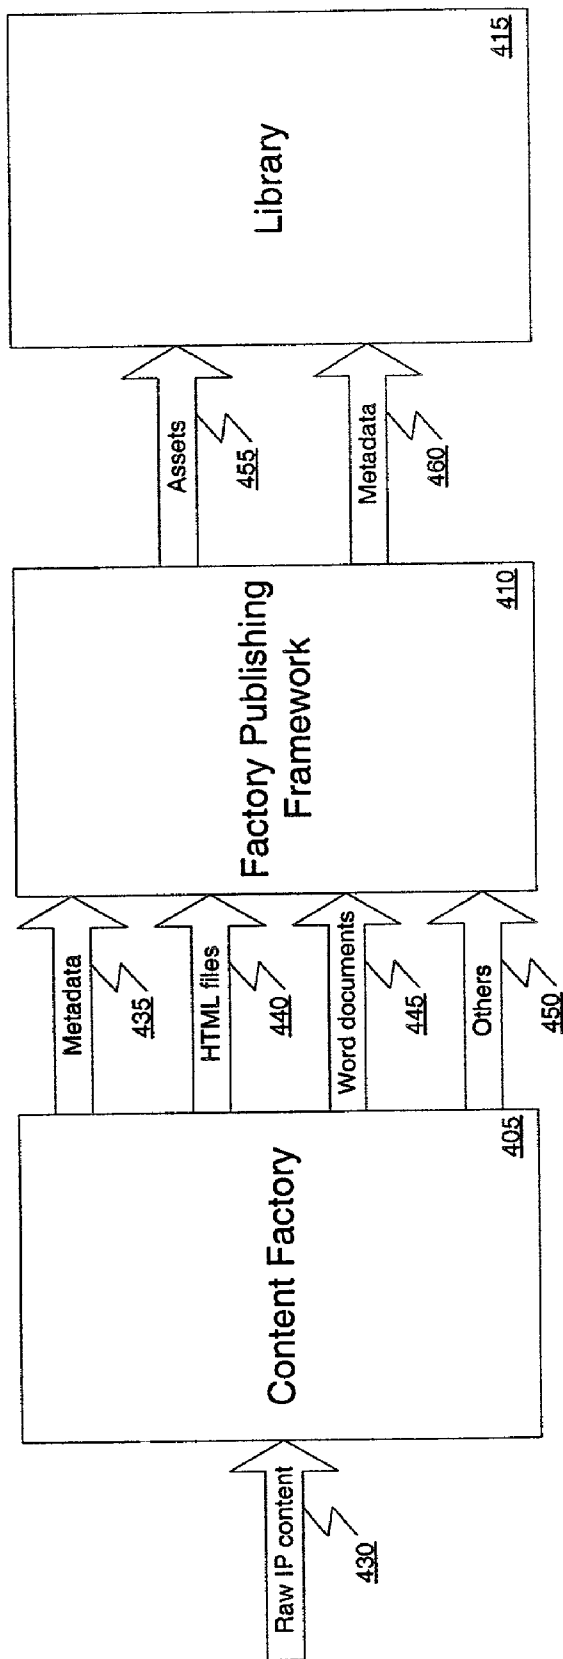 Raw IP content
430
Content Factory
405
Metadata
435
HTML files
440
Word documents
445
Others
450
Factory Publishing
Framework
410
Assets
455
Metadata
460
Library
415